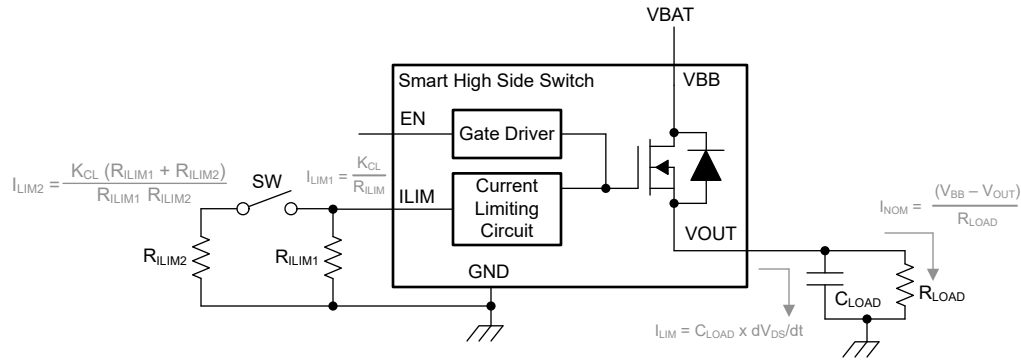 VBAT
Smart High Side Switch
VBB
EN
Gate Driver
I_LIM2 = K_CL (R_ILIM1 + R_ILIM2) / R_ILIM1 R_ILIM2
SW
I_LIM1 = K_CL / R_ILIM
ILIM
Current
Limiting
Circuit
I_NOM = (V_BB – V_OUT) / R_LOAD
VOUT
R_ILIM2
R_ILIM1
GND
C_LOAD
R_LOAD
I_LIM = C_LOAD x dV_DS/dt